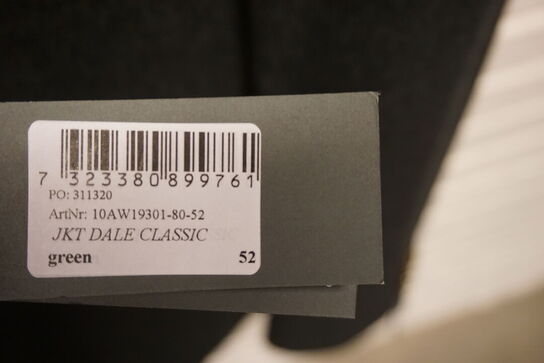 7 323380 899761
PO: 311320
ArtNr: 10AW19301-80-52
JKT DALE CLASSIC
green 52